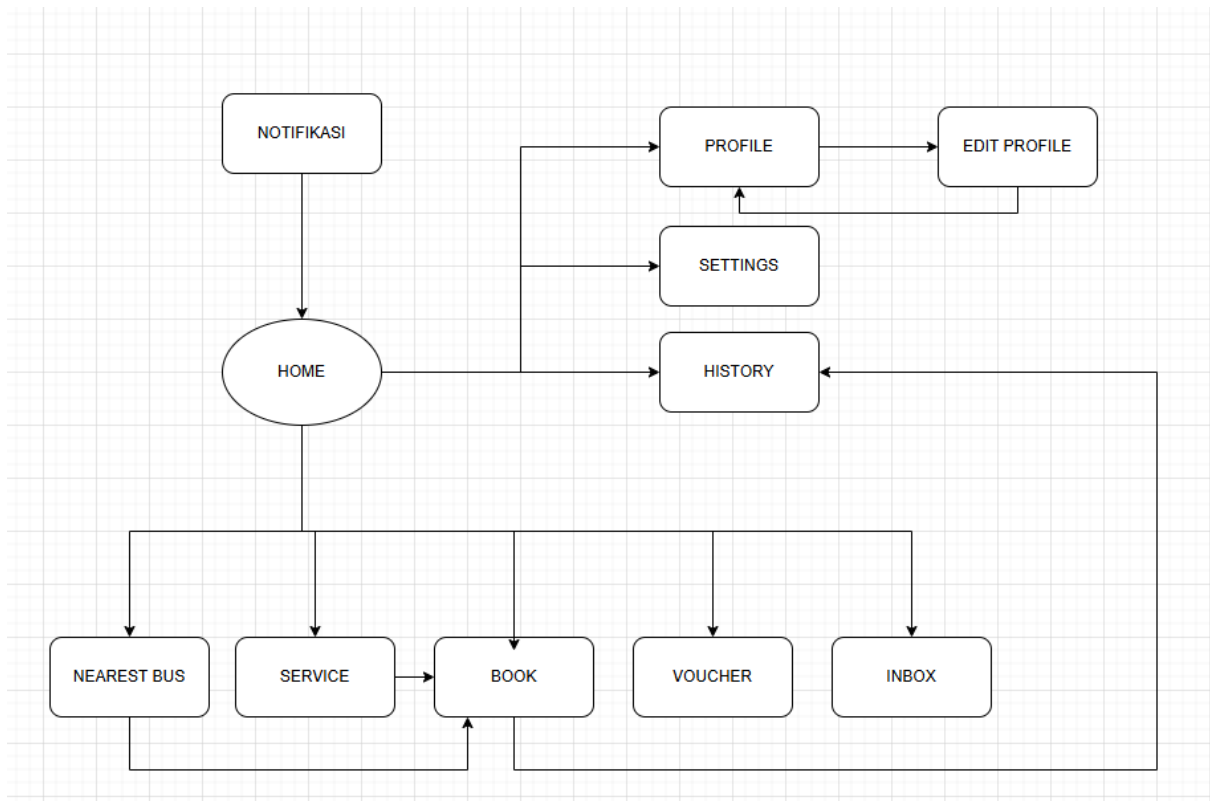 NOTIFIKASI
PROFILE
EDIT PROFILE
SETTINGS
HOME
HISTORY
NEAREST BUS
SERVICE
BOOK
VOUCHER
INBOX